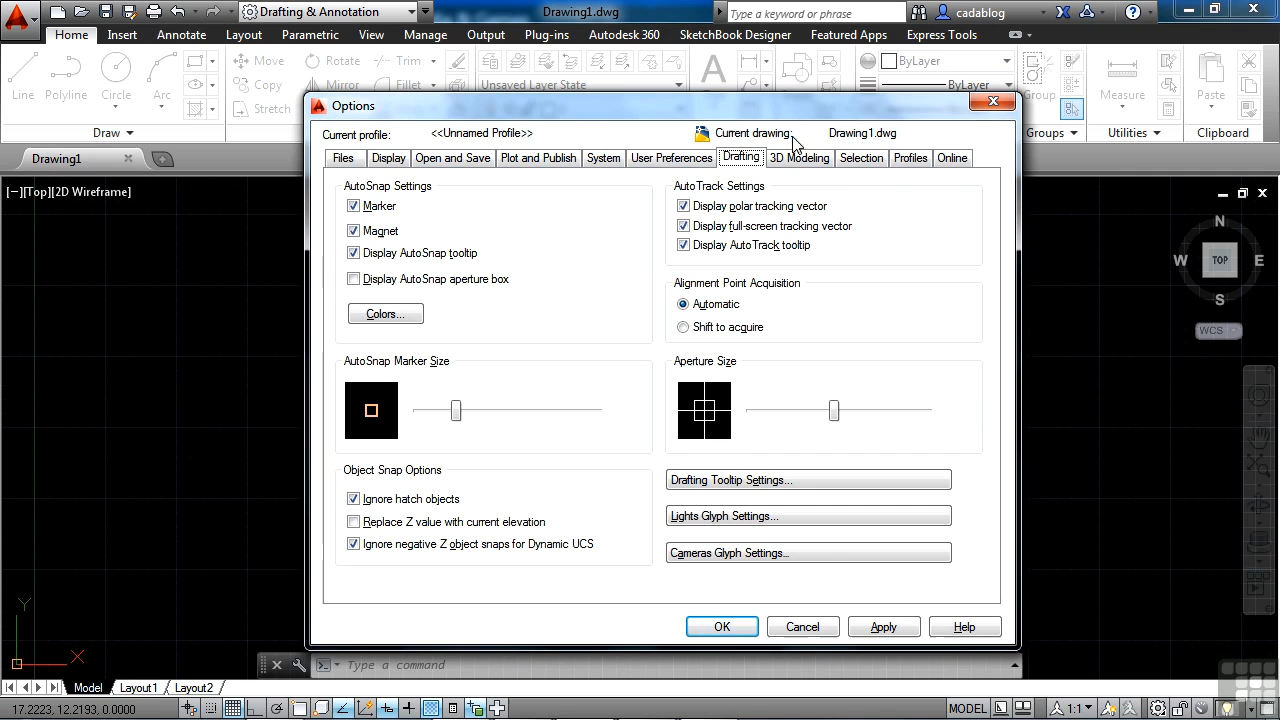 Drafting & Annotation
Drawing1.dwg
Type a keyword or phrase
cadablog
Home
Insert
Annotate
Layout
Parametric
View
Manage
Output
Plug-ins
Autodesk 360
SketchBook Designer
Featured Apps
Express Tools
Line
Polyline
Circle
Arc
Move
Copy
Stretch
Rotate
Trim
Fillet
Unsaved Layer State
ByLayer
ByLayer
Group
Measure
Paste
Draw
Groups
Utilities
Clipboard
Drawing1
[−][Top][2D Wireframe]
Options
Current profile:
<<Unnamed Profile>>
Current drawing:
Drawing1.dwg
Files
Display
Open and Save
Plot and Publish
System
User Preferences
Drafting
3D Modeling
Selection
Profiles
Online
AutoSnap Settings
Marker
Magnet
Display AutoSnap tooltip
Display AutoSnap aperture box
Colors...
AutoTrack Settings
Display polar tracking vector
Display full-screen tracking vector
Display AutoTrack tooltip
Alignment Point Acquisition
Automatic
Shift to acquire
AutoSnap Marker Size
Aperture Size
Object Snap Options
Ignore hatch objects
Replace Z value with current elevation
Ignore negative Z object snaps for Dynamic UCS
Drafting Tooltip Settings...
Lights Glyph Settings...
Cameras Glyph Settings...
OK
Cancel
Apply
Help
N
W
TOP
E
S
WCS
Y
X
Type a command
Model
Layout1
Layout2
17.2223, 12.2193, 0.0000
MODEL
1:1